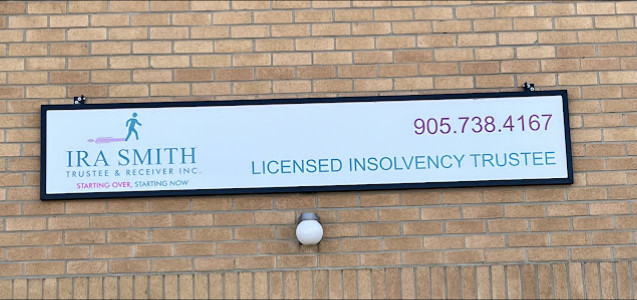 IRA SMITH
TRUSTEE & RECEIVER INC.
STARTING OVER, STARTING NOW
905.738.4167
LICENSED INSOLVENCY TRUSTEE